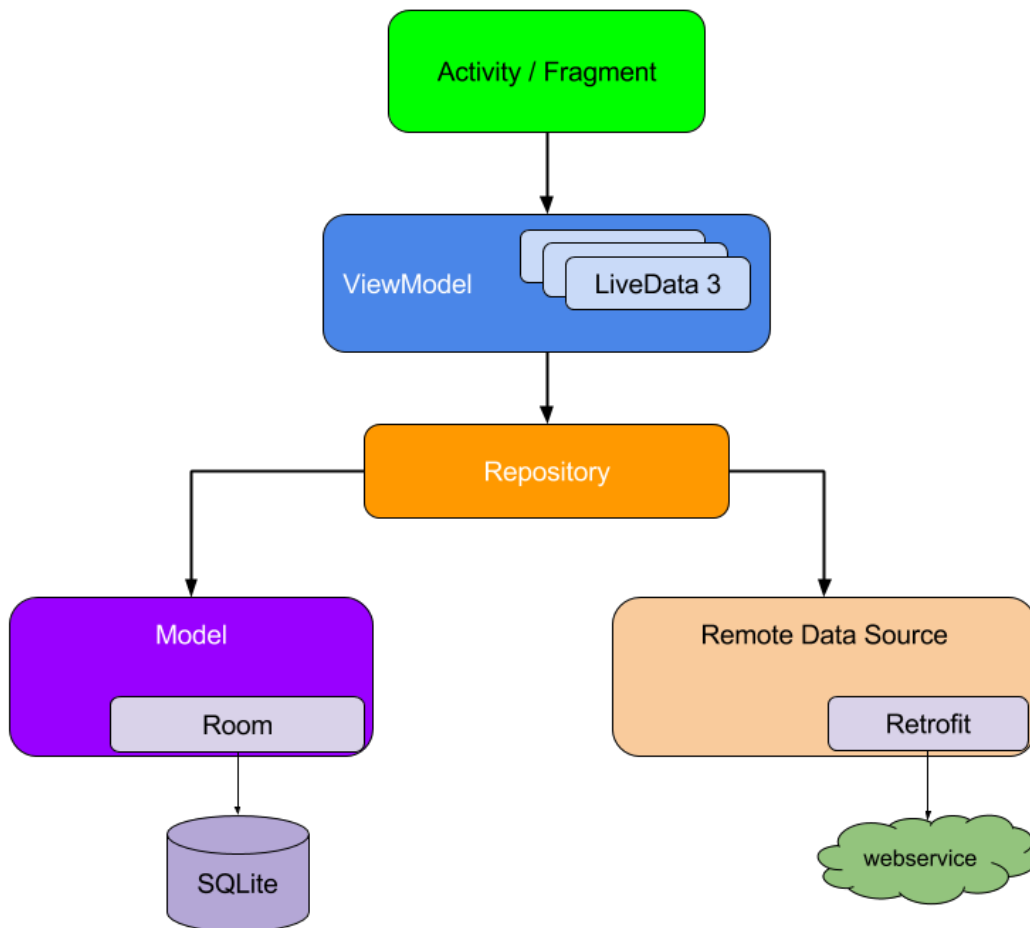 Activity / Fragment
ViewModel
LiveData 3
Repository
Model
Remote Data Source
Room
Retrofit
SQLite
webservice